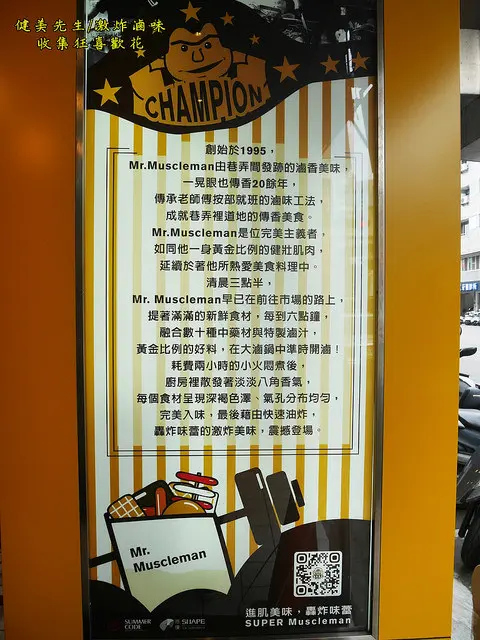 健美先生/激炸滷味
收集狂喜歡花
CHAMPION
創始於1995，
Mr.Muscleman由巷弄間發跡的滷香美味，
一晃眼也傳香20餘年，
傳承老師傅按部就班的滷味工法，
成就巷弄裡道地的傳香美食。
Mr.Muscleman是位完美主義者，
如同他一身黃金比例的健壯肌肉，
延續於著他所熱愛美食料理中。
清晨三點半，
Mr. Muscleman早已在前往市場的路上，
提著滿滿的新鮮食材，每到六點鐘，
融合數十種中藥材與特製滷汁，
黃金比例的好料，在大滷鍋中準時開滷！
耗費兩小時的小火悶煮後，
廚房裡散發著淡淡八角香氣，
每個食材呈現深褐色澤、氣孔分布均勻，
完美入味，最後藉由快速油炸，
轟炸味蕾的激炸美味，震撼登場。
Mr.
Muscleman
SUMMER
CODE
SHAPE
進肌美味，轟炸味蕾
SUPER Muscleman